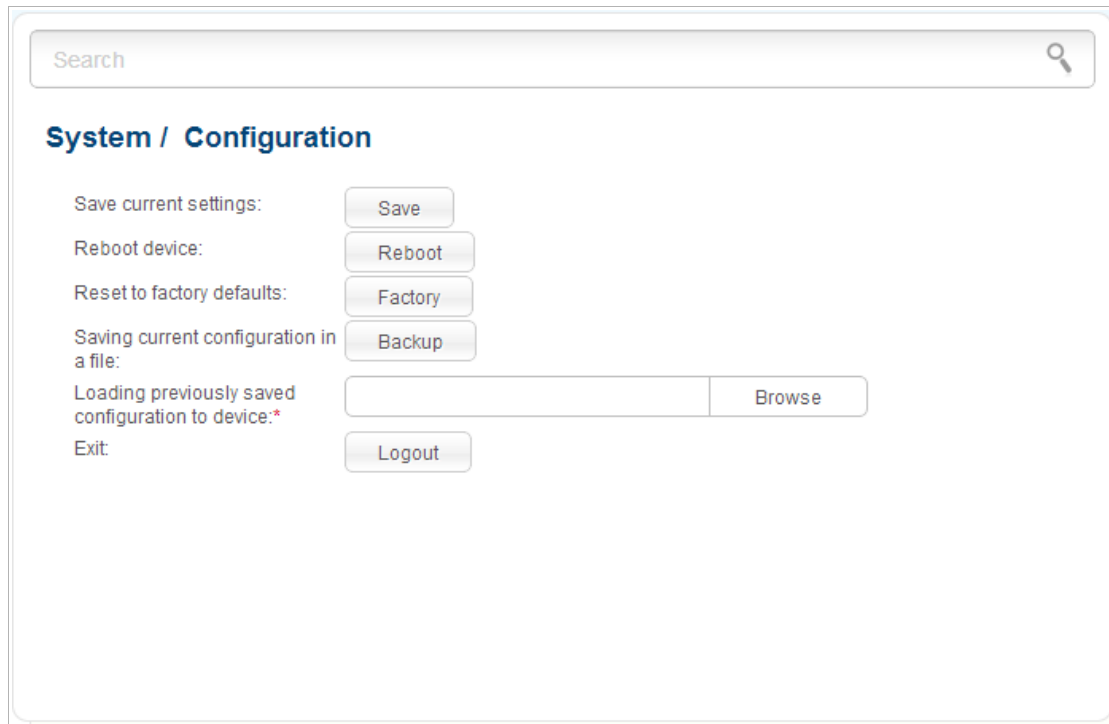 Search
System / Configuration
Save current settings:
Save
Reboot device:
Reboot
Reset to factory defaults:
Factory
Saving current configuration in
a file:
Backup
Loading previously saved
configuration to device:*
Browse
Exit:
Logout